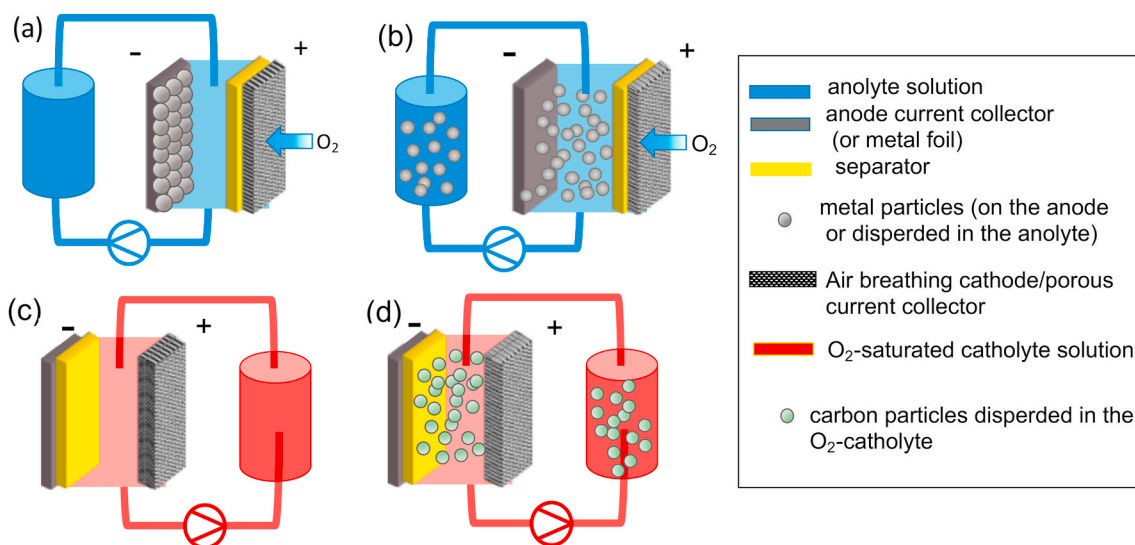 (a)
-
+
O₂
(b)
-
+
O₂
anolyte solution
anode current collector
(or metal foil)
separator
metal particles (on the anode
or disperded in the anolyte)
Air breathing cathode/porous
current collector
O₂-saturated catholyte solution
carbon particles disperded in the
O₂-catholyte
(c)
-
+
(d)
-
+